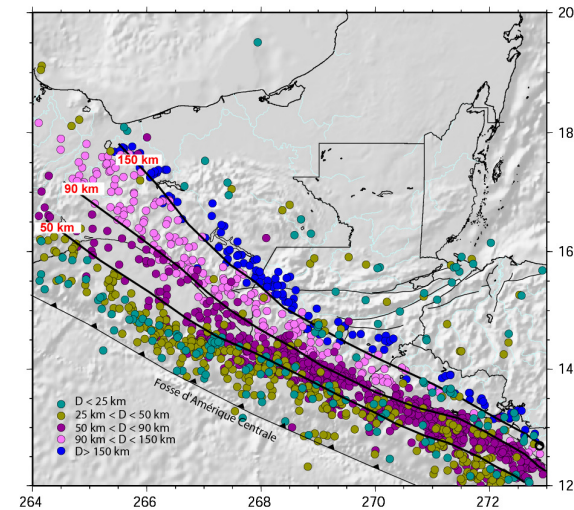 20
18
150 km
90 km
50 km
16
14
Fosse d'Amérique Centrale
D < 25 km
25 km < D < 50 km
50 km < D < 90 km
90 km < D < 150 km
D> 150 km
12
264
266
268
270
272